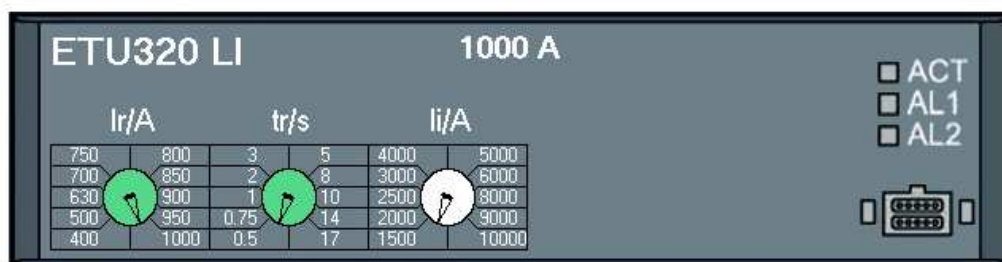 ETU320 LI 1000 A
ACT
AL1
AL2
Ir/A tr/s Ii/A
750 800 3 5 4000 5000
700 850 2 8 3000 6000
630 900 1 10 2500 8000
500 950 0.75 14 2000 9000
400 1000 0.5 17 1500 10000